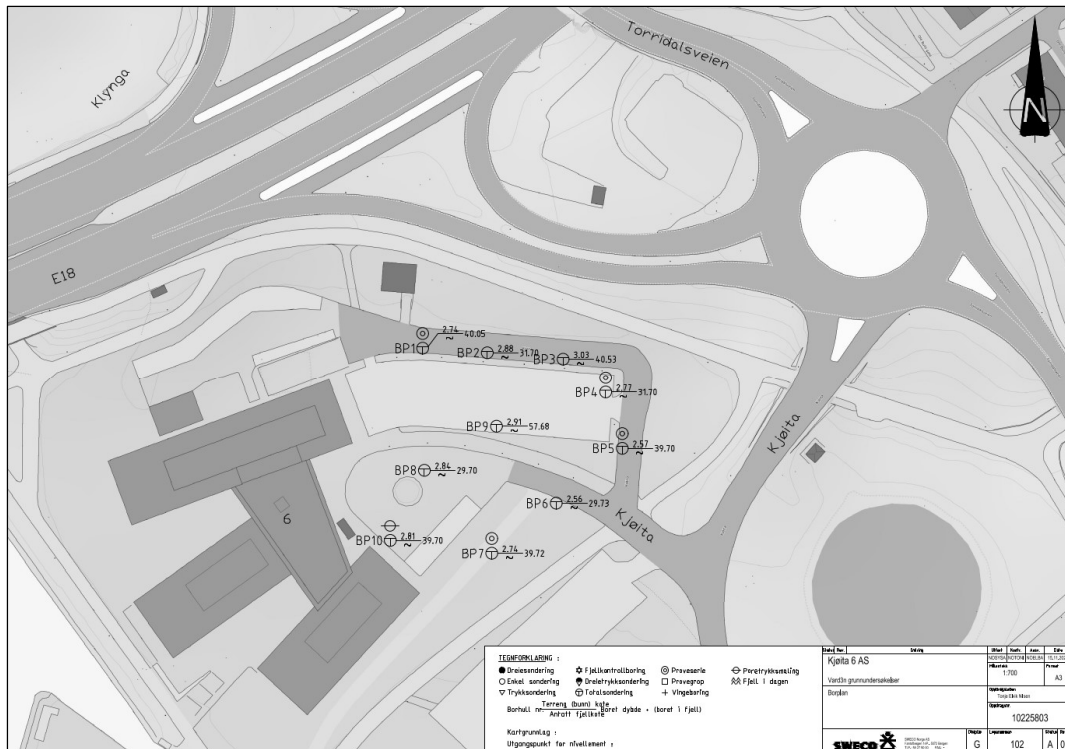 Torridalsveien
Klynga
N
E18
BP1 2.74 ~ 40.05
BP2 2.88 ~ 31.70
BP3 3.03 ~ 40.53
BP4 2.77 ~ 31.70
BP9 2.91 ~ 57.68
BP5 2.57 ~ 39.70
Kjøita
BP8 2.84 ~ 29.70
BP6 2.56 ~ 29.73
Kjøita
6
BP10 2.81 ~ 39.70
BP7 2.74 ~ 39.72
TEGNFORKLARING :
Dreiesondering
Fjellkontrollboring
Prøveserie
Poretrykksmåling
Enkel sondering
Dreietrykksondering
Prøvegrop
Fjell i dagen
Trykksondering
Totalsondering
Vingeboring
Borhull nr. Terreng (bunn) kote
Antatt fjellkote
Boret dybde + (boret i fjell)
Kartgrunnlag :
Utgangspunkt for nivellement :
Kjøita 6 AS
1:700
A3
Borplan
10225803
SWECO
G
102
A